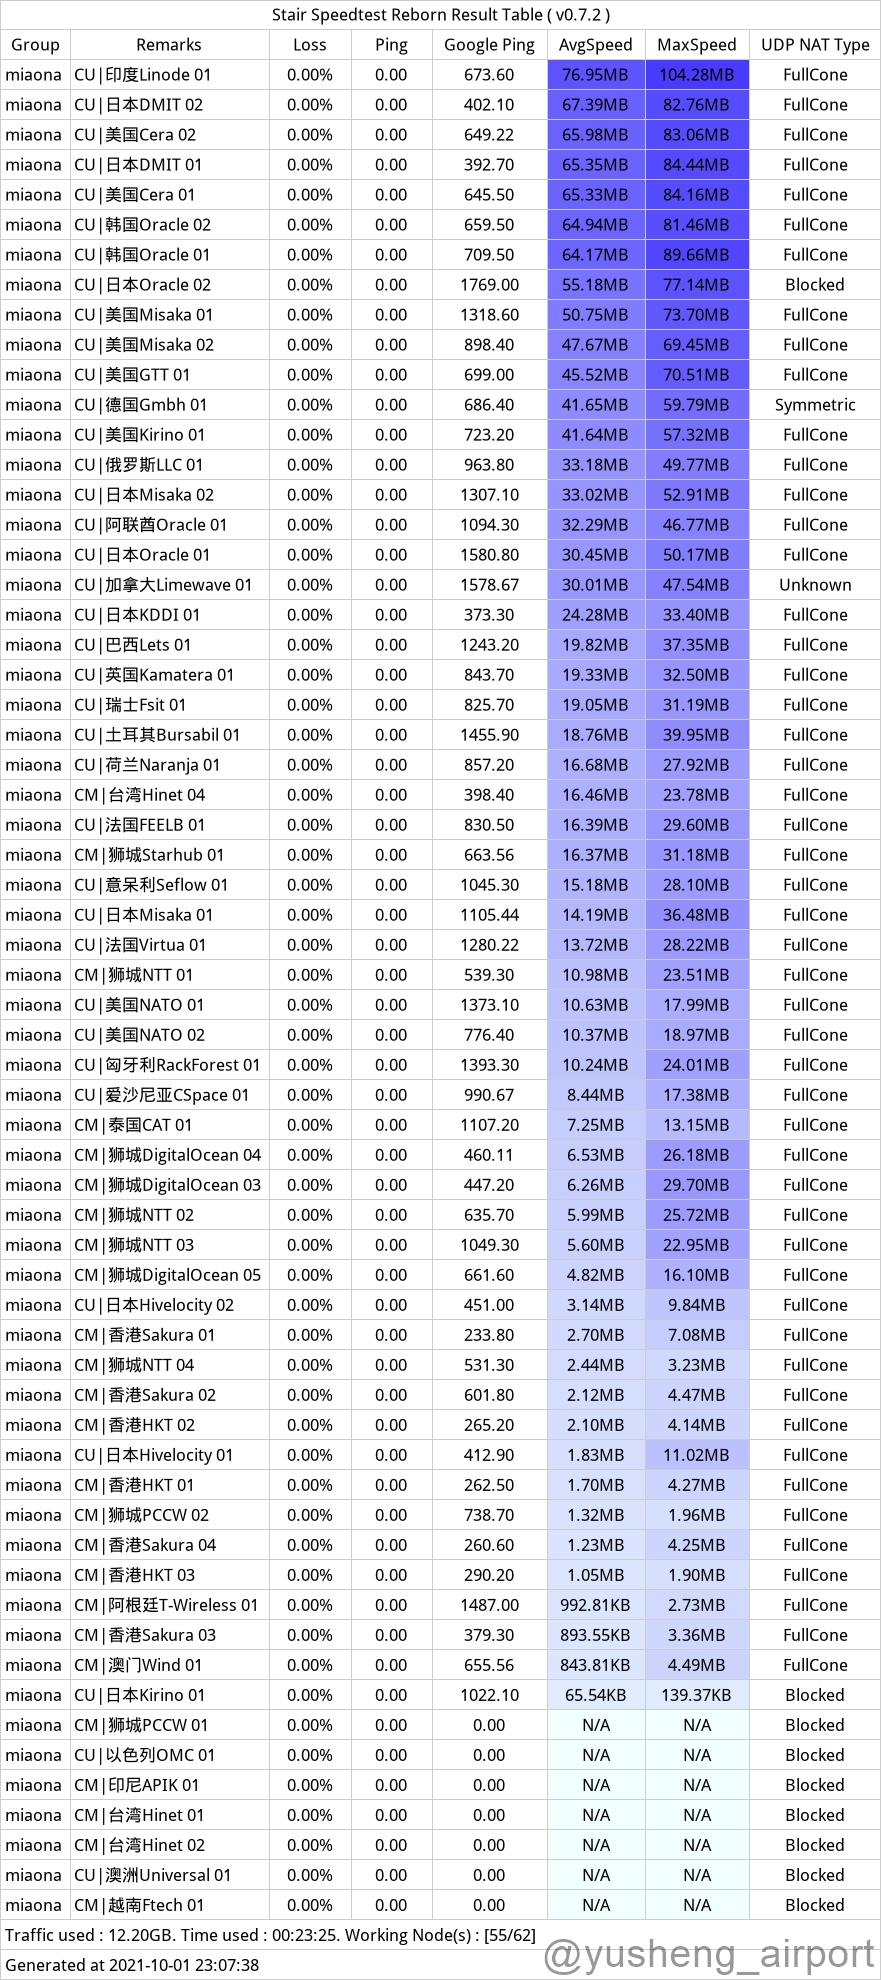 Stair Speedtest Reborn Result Table ( v0.7.2 )
Group Remarks Loss Ping Google Ping AvgSpeed MaxSpeed UDP NAT Type
miaona CU|印度Linode 01 0.00% 0.00 673.60 76.95MB 104.28MB FullCone
miaona CU|日本DMIT 02 0.00% 0.00 402.10 67.39MB 82.76MB FullCone
miaona CU|美国Cera 02 0.00% 0.00 649.22 65.98MB 83.06MB FullCone
miaona CU|日本DMIT 01 0.00% 0.00 392.70 65.35MB 84.44MB FullCone
miaona CU|美国Cera 01 0.00% 0.00 645.50 65.33MB 84.16MB FullCone
miaona CU|韩国Oracle 02 0.00% 0.00 659.50 64.94MB 81.46MB FullCone
miaona CU|韩国Oracle 01 0.00% 0.00 709.50 64.17MB 89.66MB FullCone
miaona CU|日本Oracle 02 0.00% 0.00 1769.00 55.18MB 77.14MB Blocked
miaona CU|美国Misaka 01 0.00% 0.00 1318.60 50.75MB 73.70MB FullCone
miaona CU|美国Misaka 02 0.00% 0.00 898.40 47.67MB 69.45MB FullCone
miaona CU|美国GTT 01 0.00% 0.00 699.00 45.52MB 70.51MB FullCone
miaona CU|德国Gmbh 01 0.00% 0.00 686.40 41.65MB 59.79MB Symmetric
miaona CU|美国Kirino 01 0.00% 0.00 723.20 41.64MB 57.32MB FullCone
miaona CU|俄罗斯LLC 01 0.00% 0.00 963.80 33.18MB 49.77MB FullCone
miaona CU|日本Misaka 02 0.00% 0.00 1307.10 33.02MB 52.91MB FullCone
miaona CU|阿联酋Oracle 01 0.00% 0.00 1094.30 32.29MB 46.77MB FullCone
miaona CU|日本Oracle 01 0.00% 0.00 1580.80 30.45MB 50.17MB FullCone
miaona CU|加拿大Limewave 01 0.00% 0.00 1578.67 30.01MB 47.54MB Unknown
miaona CU|日本KDDI 01 0.00% 0.00 373.30 24.28MB 33.40MB FullCone
miaona CU|巴西Lets 01 0.00% 0.00 1243.20 19.82MB 37.35MB FullCone
miaona CU|英国Kamatera 01 0.00% 0.00 843.70 19.33MB 32.50MB FullCone
miaona CU|瑞士Fsit 01 0.00% 0.00 825.70 19.05MB 31.19MB FullCone
miaona CU|土耳其Bursabil 01 0.00% 0.00 1455.90 18.76MB 39.95MB FullCone
miaona CU|荷兰Naranja 01 0.00% 0.00 857.20 16.68MB 27.92MB FullCone
miaona CM|台湾Hinet 04 0.00% 0.00 398.40 16.46MB 23.78MB FullCone
miaona CU|法国FEELB 01 0.00% 0.00 830.50 16.39MB 29.60MB FullCone
miaona CM|狮城Starhub 01 0.00% 0.00 663.56 16.37MB 31.18MB FullCone
miaona CU|意呆利Seflow 01 0.00% 0.00 1045.30 15.18MB 28.10MB FullCone
miaona CU|日本Misaka 01 0.00% 0.00 1105.44 14.19MB 36.48MB FullCone
miaona CU|法国Virtua 01 0.00% 0.00 1280.22 13.72MB 28.22MB FullCone
miaona CM|狮城NTT 01 0.00% 0.00 539.30 10.98MB 23.51MB FullCone
miaona CU|美国NATO 01 0.00% 0.00 1373.10 10.63MB 17.99MB FullCone
miaona CU|美国NATO 02 0.00% 0.00 776.40 10.37MB 18.97MB FullCone
miaona CU|匈牙利RackForest 01 0.00% 0.00 1393.30 10.24MB 24.01MB FullCone
miaona CU|爱沙尼亚CSpace 01 0.00% 0.00 990.67 8.44MB 17.38MB FullCone
miaona CM|泰国CAT 01 0.00% 0.00 1107.20 7.25MB 13.15MB FullCone
miaona CM|狮城DigitalOcean 04 0.00% 0.00 460.11 6.53MB 26.18MB FullCone
miaona CM|狮城DigitalOcean 03 0.00% 0.00 447.20 6.26MB 29.70MB FullCone
miaona CM|狮城NTT 02 0.00% 0.00 635.70 5.99MB 25.72MB FullCone
miaona CM|狮城NTT 03 0.00% 0.00 1049.30 5.60MB 22.95MB FullCone
miaona CM|狮城DigitalOcean 05 0.00% 0.00 661.60 4.82MB 16.10MB FullCone
miaona CU|日本Hivelocity 02 0.00% 0.00 451.00 3.14MB 9.84MB FullCone
miaona CM|香港Sakura 01 0.00% 0.00 233.80 2.70MB 7.08MB FullCone
miaona CM|狮城NTT 04 0.00% 0.00 531.30 2.44MB 3.23MB FullCone
miaona CM|香港Sakura 02 0.00% 0.00 601.80 2.12MB 4.47MB FullCone
miaona CM|香港HKT 02 0.00% 0.00 265.20 2.10MB 4.14MB FullCone
miaona CU|日本Hivelocity 01 0.00% 0.00 412.90 1.83MB 11.02MB FullCone
miaona CM|香港HKT 01 0.00% 0.00 262.50 1.70MB 4.27MB FullCone
miaona CM|狮城PCCW 02 0.00% 0.00 738.70 1.32MB 1.96MB FullCone
miaona CM|香港Sakura 04 0.00% 0.00 260.60 1.23MB 4.25MB FullCone
miaona CM|香港HKT 03 0.00% 0.00 290.20 1.05MB 1.90MB FullCone
miaona CM|阿根廷T-Wireless 01 0.00% 0.00 1487.00 992.81KB 2.73MB FullCone
miaona CM|香港Sakura 03 0.00% 0.00 379.30 893.55KB 3.36MB FullCone
miaona CM|澳门Wind 01 0.00% 0.00 655.56 843.81KB 4.49MB FullCone
miaona CU|日本Kirino 01 0.00% 0.00 1022.10 65.54KB 139.37KB Blocked
miaona CM|狮城PCCW 01 0.00% 0.00 0.00 N/A N/A Blocked
miaona CU|以色列OMC 01 0.00% 0.00 0.00 N/A N/A Blocked
miaona CM|印尼APIK 01 0.00% 0.00 0.00 N/A N/A Blocked
miaona CM|台湾Hinet 01 0.00% 0.00 0.00 N/A N/A Blocked
miaona CM|台湾Hinet 02 0.00% 0.00 0.00 N/A N/A Blocked
miaona CU|澳洲Universal 01 0.00% 0.00 0.00 N/A N/A Blocked
miaona CM|越南Ftech 01 0.00% 0.00 0.00 N/A N/A Blocked
Traffic used : 12.20GB. Time used : 00:23:25. Working Node(s) : [55/62]
Generated at 2021-10-01 23:07:38
@yusheng_airport